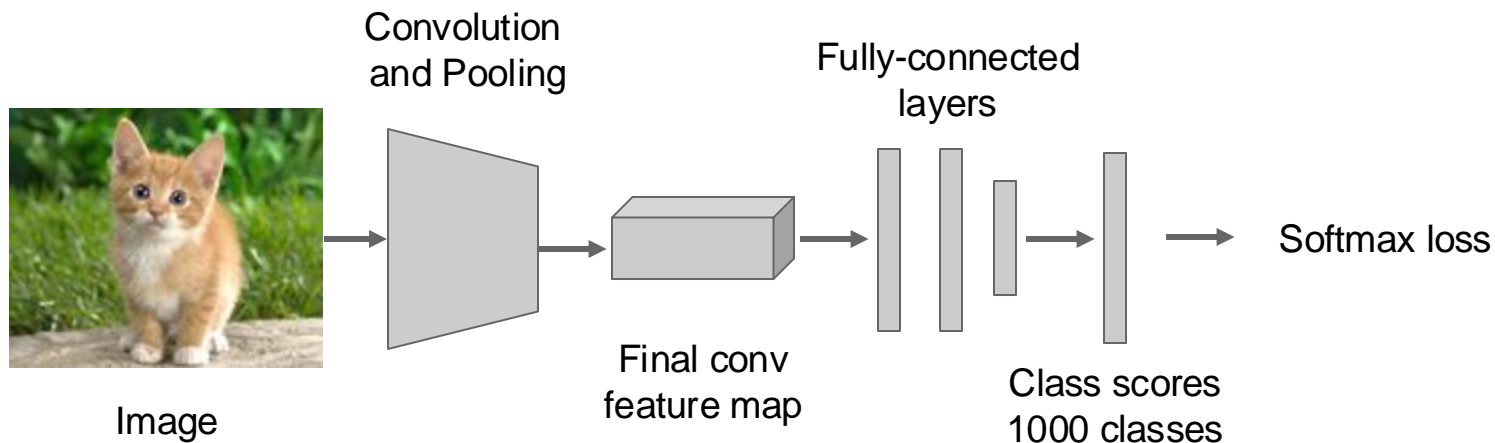 Convolution
and Pooling
Fully-connected
layers
Softmax loss
Final conv
feature map
Class scores
1000 classes
Image